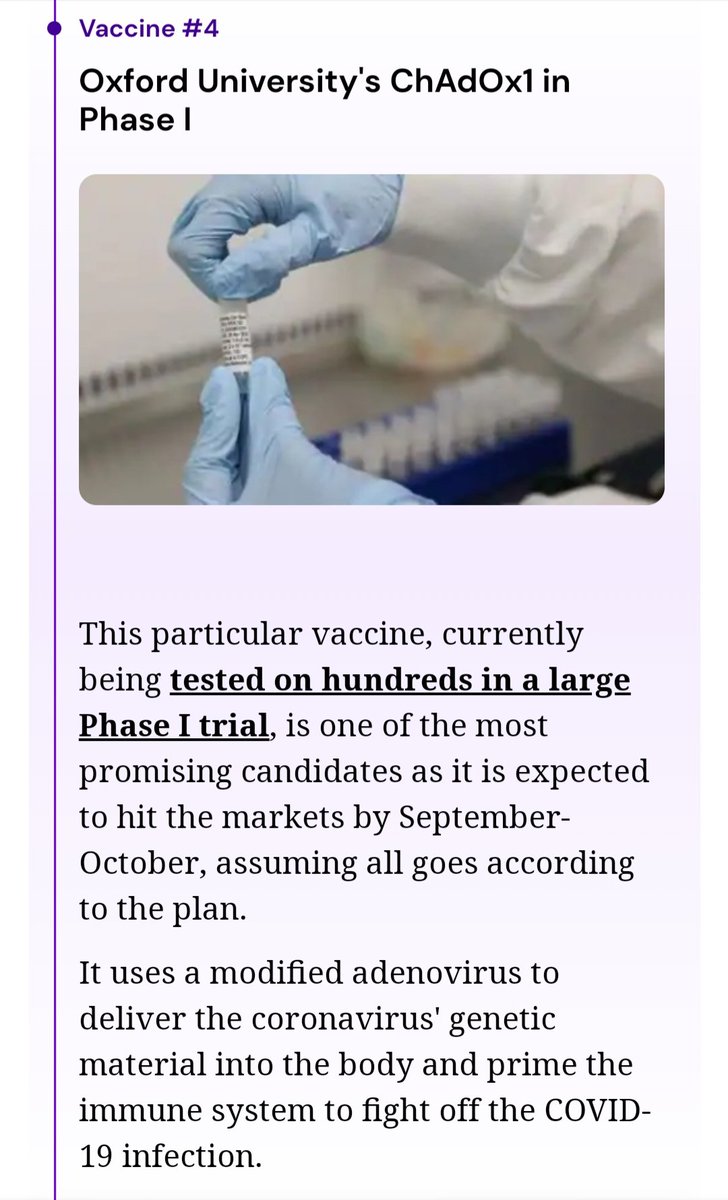 Vaccine #4
Oxford University's ChAdOx1 in
Phase I
This particular vaccine, currently
being tested on hundreds in a large
Phase I trial, is one of the most
promising candidates as it is expected
to hit the markets by September-
October, assuming all goes according
to the plan.
It uses a modified adenovirus to
deliver the coronavirus' genetic
material into the body and prime the
immune system to fight off the COVID-
19 infection.